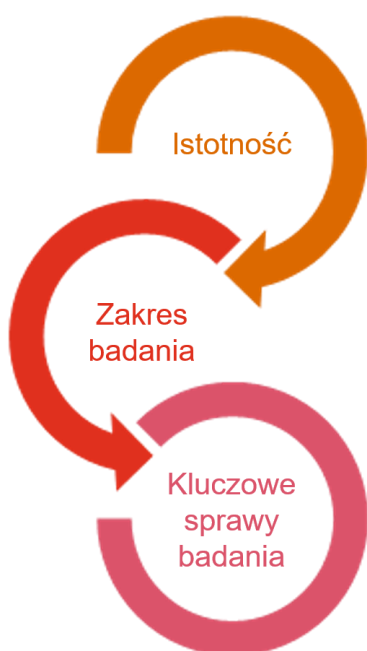 Istotność
Zakres
badania
Kluczowe
sprawy
badania